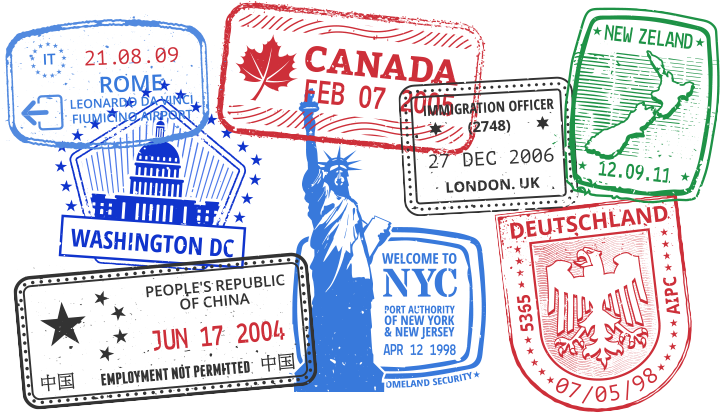 IT
21.08.09
ROME
LEONARDO DA VINCI
FIUMICINO AIRPORT
CANADA
FEB 07 2005
IMMIGRATION OFFICER
(2748)
27 DEC 2006
LONDON. UK
NEW ZELAND
12.09.11
WASHINGTON DC
PEOPLE'S REPUBLIC
OF CHINA
JUN 17 2004
EMPLOYMENT NOT PERMITTED
中国
中国
WELCOME TO
NYC
PORT AUTHORITY
OF NEW YORK
& NEW JERSEY
APR 12 1998
OMELAND SECURITY
DEUTSCHLAND
5365
AIPC
07/05/98